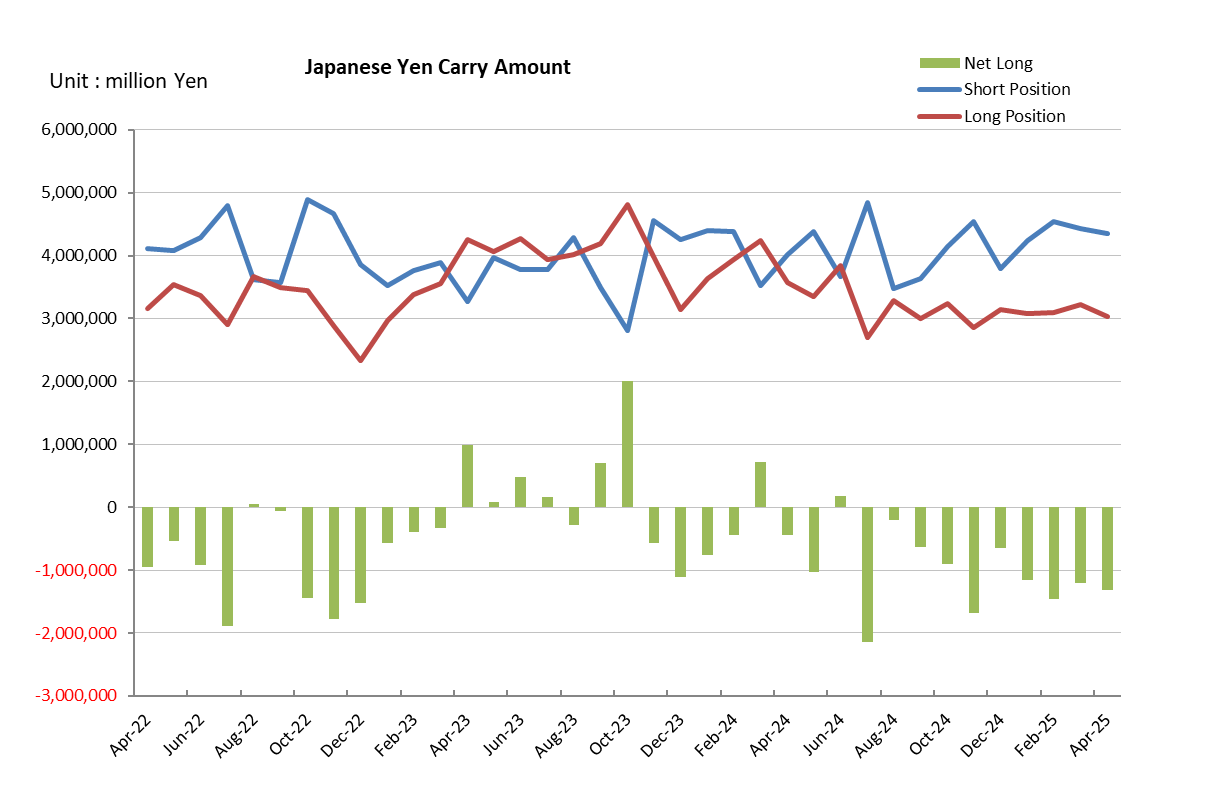 Japanese Yen Carry Amount
Unit : million Yen
Net Long
Short Position
Long Position
6,000,000
5,000,000
4,000,000
3,000,000
2,000,000
1,000,000
0
-1,000,000
-2,000,000
-3,000,000
Apr-22
Jun-22
Aug-22
Oct-22
Dec-22
Feb-23
Apr-23
Jun-23
Aug-23
Oct-23
Dec-23
Feb-24
Apr-24
Jun-24
Aug-24
Oct-24
Dec-24
Feb-25
Apr-25